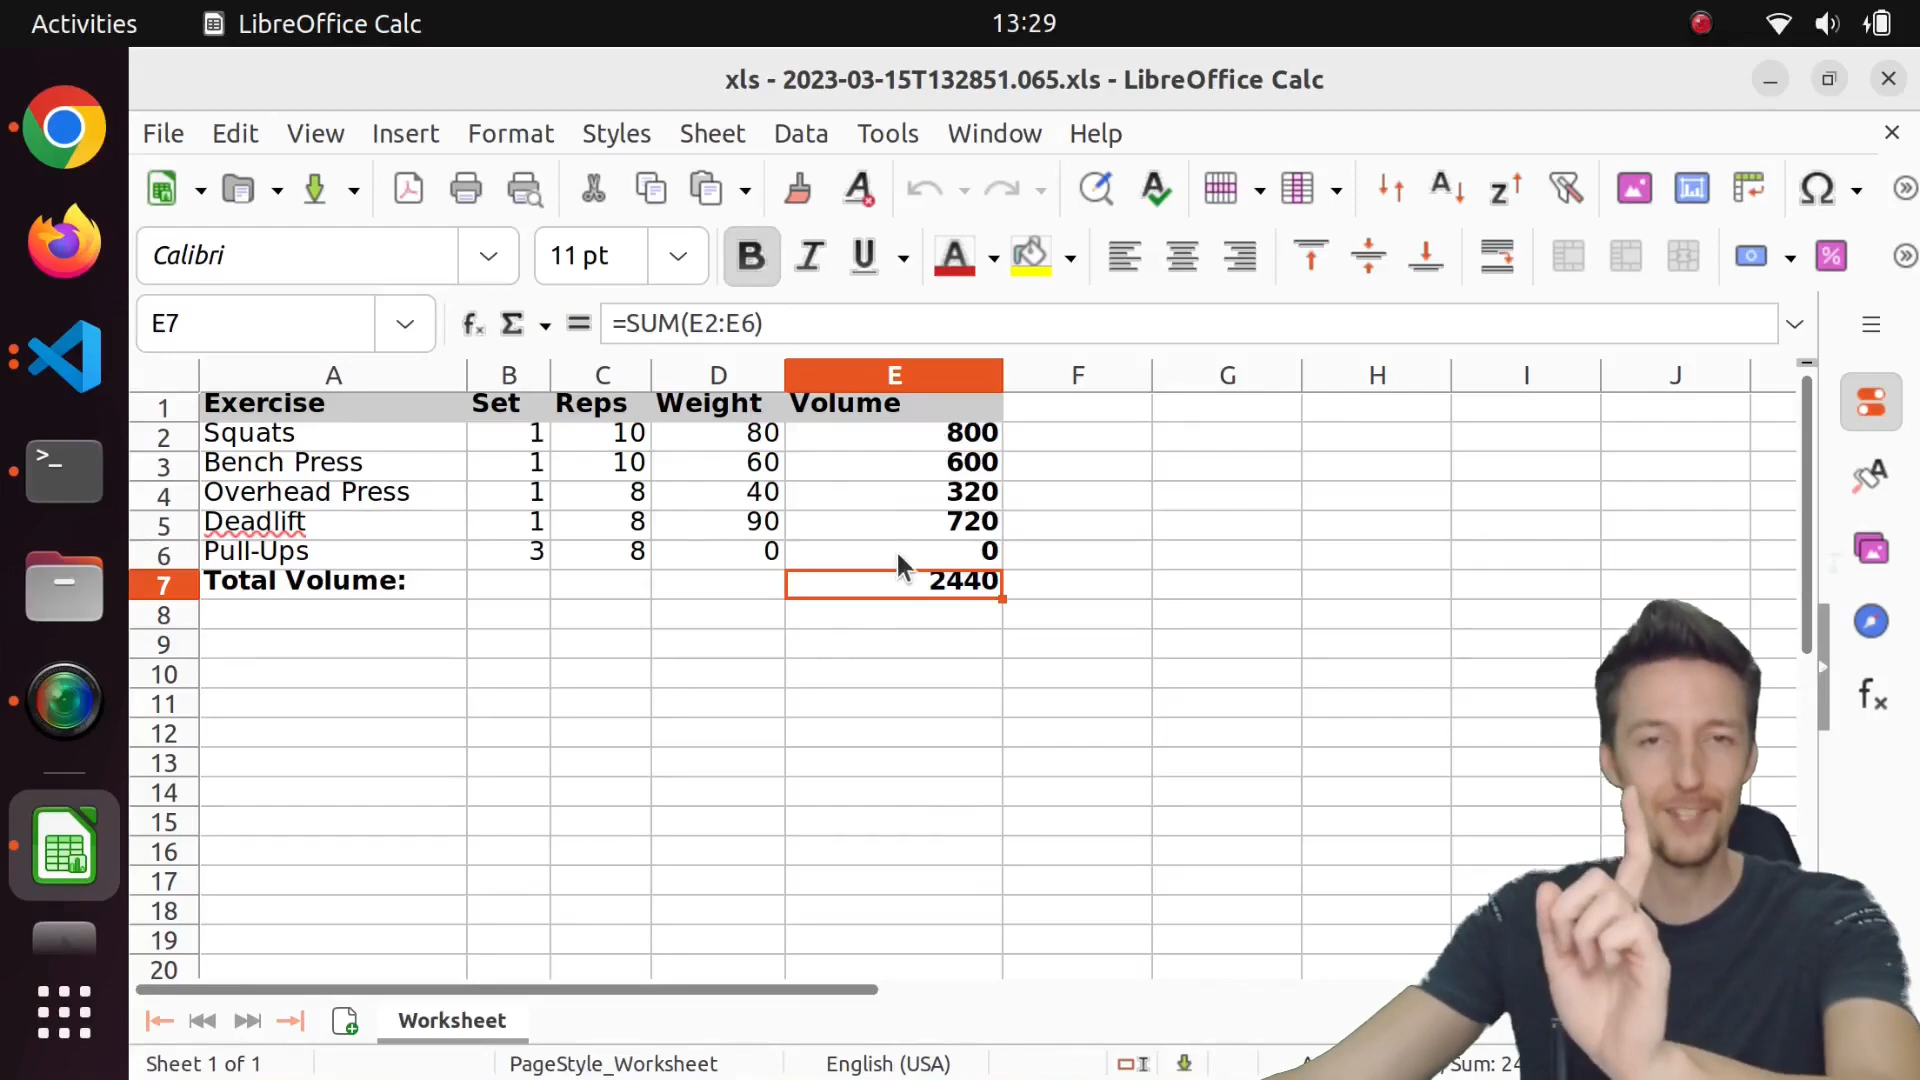 Activities LibreOffice Calc 13:29
xls - 2023-03-15T132851.065.xls - LibreOffice Calc
File Edit View Insert Format Styles Sheet Data Tools Window Help
Calibri 11 pt
E7 =SUM(E2:E6)
A B C D E F G H I J
1 Exercise Set Reps Weight Volume
2 Squats 1 10 80 800
3 Bench Press 1 10 60 600
4 Overhead Press 1 8 40 320
5 Deadlift 1 8 90 720
6 Pull-Ups 3 8 0 0
7 Total Volume: 2440
8
9
10
11
12
13
14
15
16
17
18
19
20
Worksheet
Sheet 1 of 1 PageStyle_Worksheet English (USA)